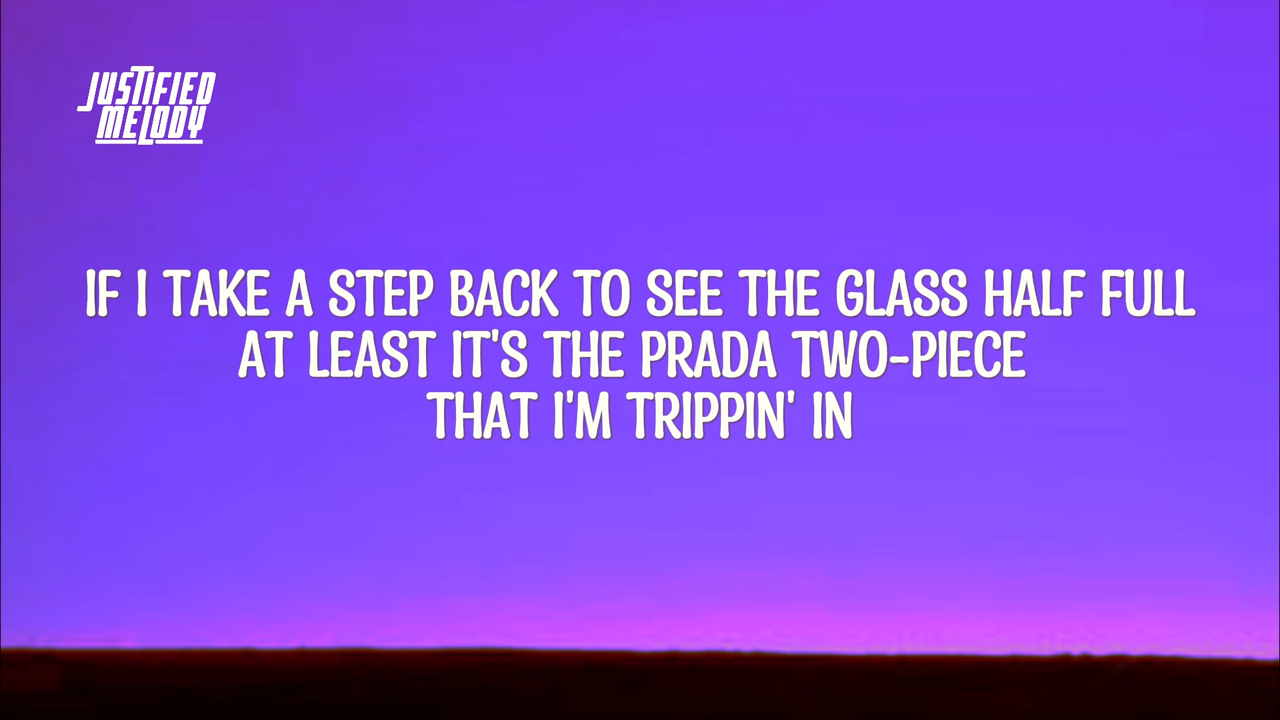 JUSTIFIED
MELODY
IF I TAKE A STEP BACK TO SEE THE GLASS HALF FULL
AT LEAST IT'S THE PRADA TWO-PIECE
THAT I'M TRIPPIN' IN